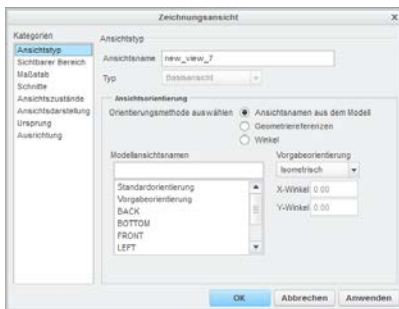 Zeichnungsansicht
X
Kategorien
Ansichtstyp
Sichtbarer Bereich
Maßstab
Schnitte
Ansichtszustände
Ansichtsdarstellung
Ursprung
Ausrichtung
Ansichtstyp
Ansichtsname new_view_7
Typ Basisansicht
Ansichtsorientierung
Orientierungsmethode auswählen
Ansichtsnamen aus dem Modell
Geometriereferenzen
Winkel
Modellansichtsnamen
Standardorientierung
Vorgabeorientierung
BACK
BOTTOM
FRONT
LEFT
Vorgabeorientierung
Isometrisch
X-Winkel 0.00
Y-Winkel 0.00
OK Abbrechen Anwenden